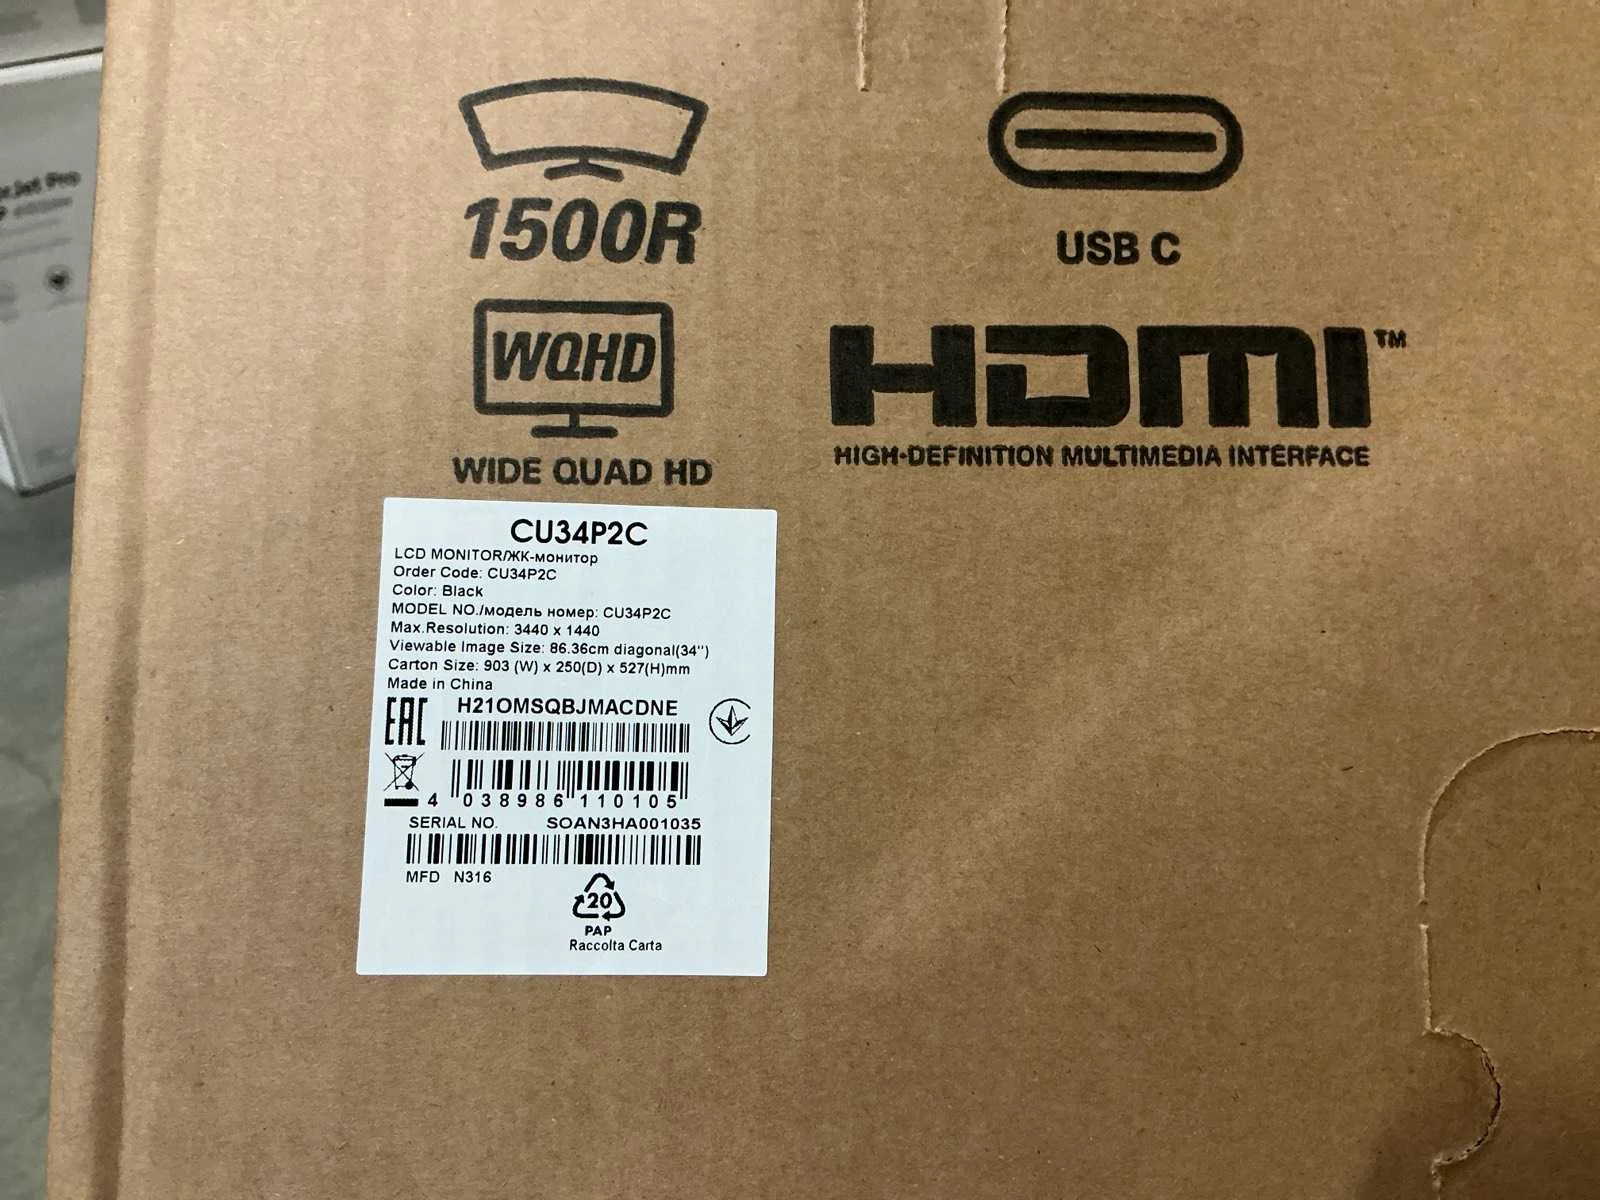 1500R
USB C
WQHD
WIDE QUAD HD
HDMI™
HIGH-DEFINITION MULTIMEDIA INTERFACE
CU34P2C
LCD MONITOR/ЖК-монитор
Order Code: CU34P2C
Color: Black
MODEL NO./модель номер: CU34P2C
Max.Resolution: 3440 x 1440
Viewable Image Size: 86.36cm diagonal(34")
Carton Size: 903 (W) x 250(D) x 527(H)mm
Made in China
EAC
H21OMSQBJMACDNE
4 038986 110105
SERIAL NO. SOAN3HA001035
MFD N316
20
PAP
Raccolta Carta
Jet Pro